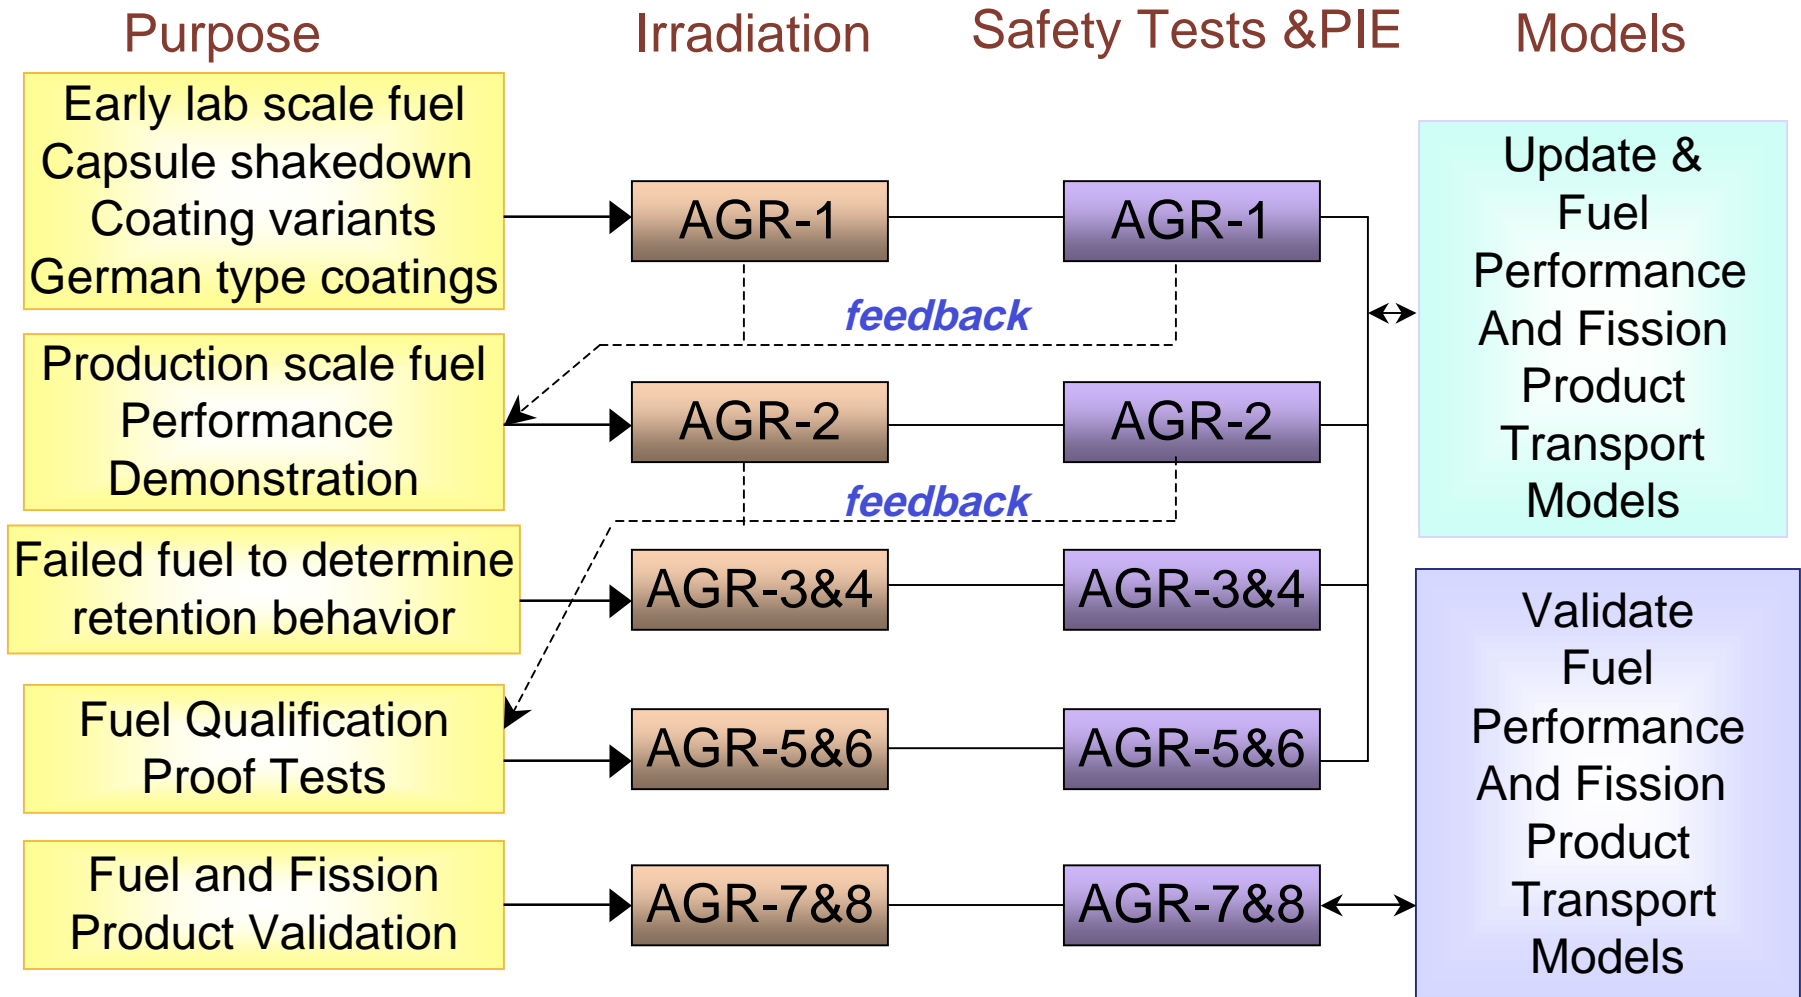 Purpose
Irradiation
Safety Tests &PIE
Models
Early lab scale fuel
Capsule shakedown
Coating variants
German type coatings
AGR-1
AGR-1
feedback
Production scale fuel
Performance
Demonstration
AGR-2
AGR-2
feedback
Failed fuel to determine
retention behavior
AGR-3&4
AGR-3&4
Fuel Qualification
Proof Tests
AGR-5&6
AGR-5&6
Fuel and Fission
Product Validation
AGR-7&8
AGR-7&8
Update &
Fuel
Performance
And Fission
Product
Transport
Models
Validate
Fuel
Performance
And Fission
Product
Transport
Models